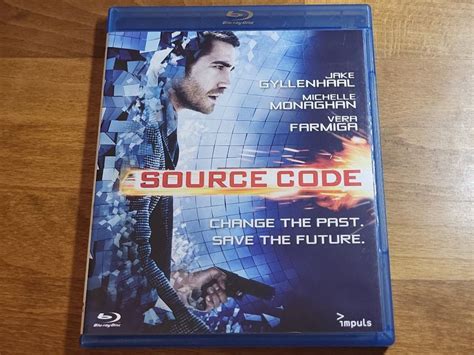 Blu-ray Disc
JAKE
GYLLENHAAL
MICHELLE
MONAGHAN
VERA
FARMIGA
SOURCE CODE
CHANGE THE PAST.
SAVE THE FUTURE.
Blu-ray Disc
impuls